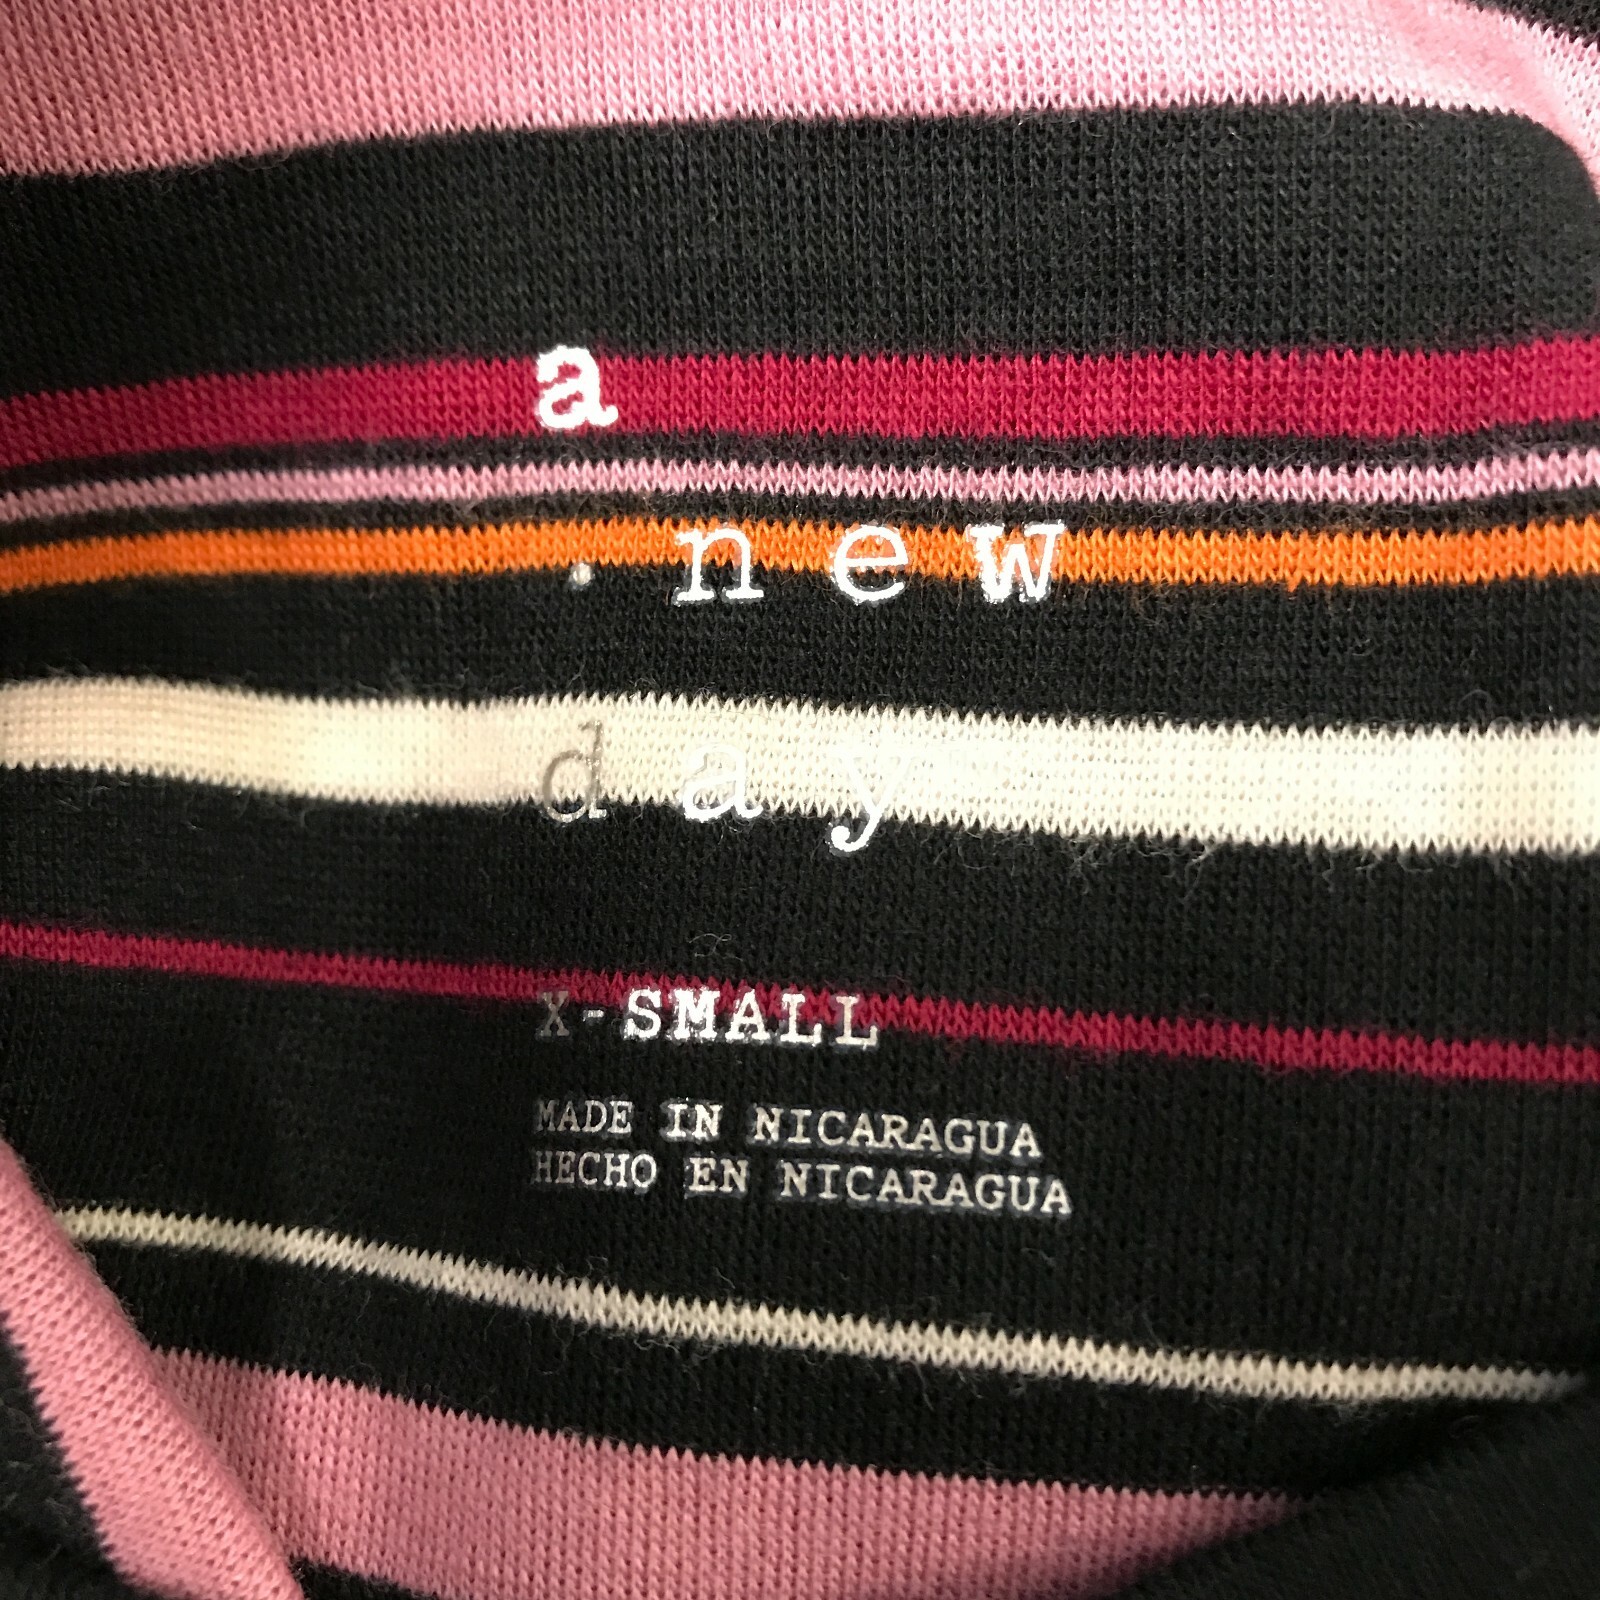 a
. new
day
X-SMALL
MADE IN NICARAGUA
HECHO EN NICARAGUA